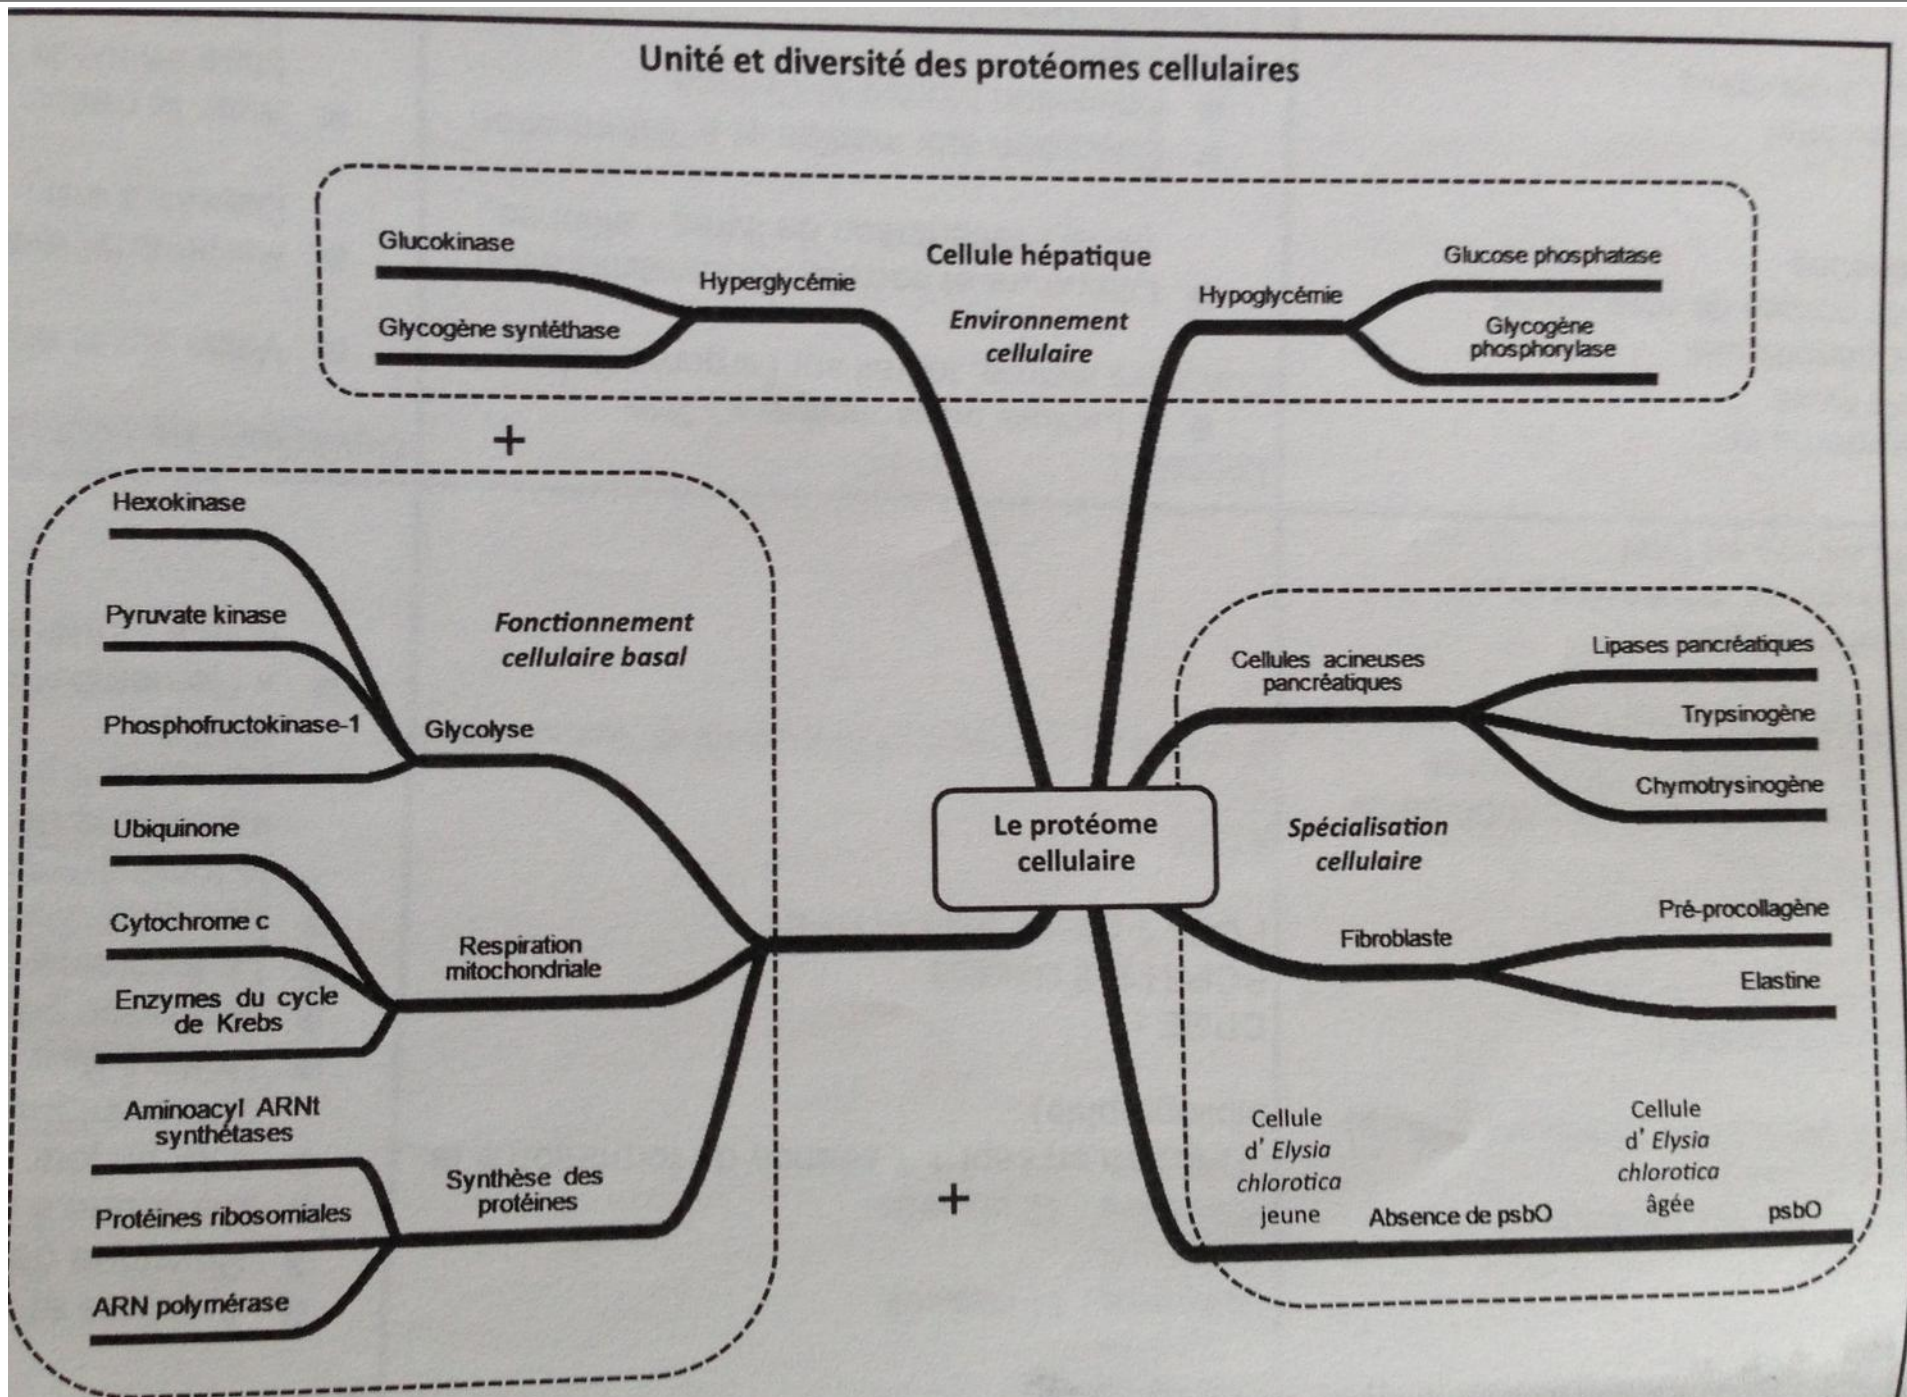 Unité et diversité des protéomes cellulaires
Glucokinase
Glycogène syntéthase
Hyperglycémie
Cellule hépatique
Environnement
cellulaire
Hypoglycémie
Glucose phosphatase
Glycogène
phosphorylase
+
Hexokinase
Pyruvate kinase
Phosphofructokinase-1
Glycolyse
Fonctionnement
cellulaire basal
Ubiquinone
Cytochrome c
Enzymes du cycle
de Krebs
Respiration
mitochondriale
Aminoacyl ARNt
synthétases
Protéines ribosomiales
ARN polymérase
Synthèse des
protéines
Le protéome
cellulaire
+
Cellules acineuses
pancréatiques
Lipases pancréatiques
Trypsinogène
Chymotrysinogène
Spécialisation
cellulaire
Fibroblaste
Pré-procollagène
Elastine
Cellule
d' Elysia
chlorotica
jeune
Absence de psbO
Cellule
d' Elysia
chlorotica
âgée
psbO